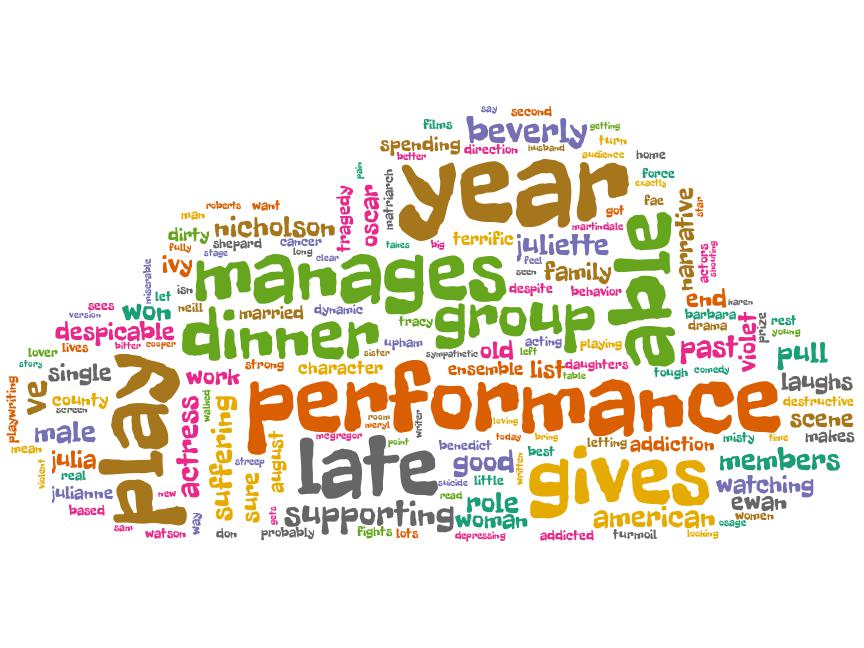 say second
films beverly getting
spending direction husband turn
better audience home
year
pain matriarch force
exactly
roberts want tragedy oscar got fae narrative star
man martindale
dirty nicholson
fully shepard cancer takes big terrific juliette able actors shouting
stage long clear feel
miserable ivy manages seen family
let isn despite behavior end karen
sees won neill married dynamic group barbara prize rest
version tracy drama violet young
despicable dinner upham acting playing
bitter cooper sister sympathetic old left past pull
lover lives
story strong character ensemble list daughters tough comedy
table
single work laughs
playwriting ve play performance destructive
county walked scene
screen room writer loving
male actress suffering meryl
mcgregor point today bring letting addiction misty time makes
mean benedict best
julia august late good written gives members
violent streep
real sure suicide little watching
julianne new read
gets role ewan
based supporting woman american women
sam way osage
watson don probably fights lots depressing addicted turmoil looking